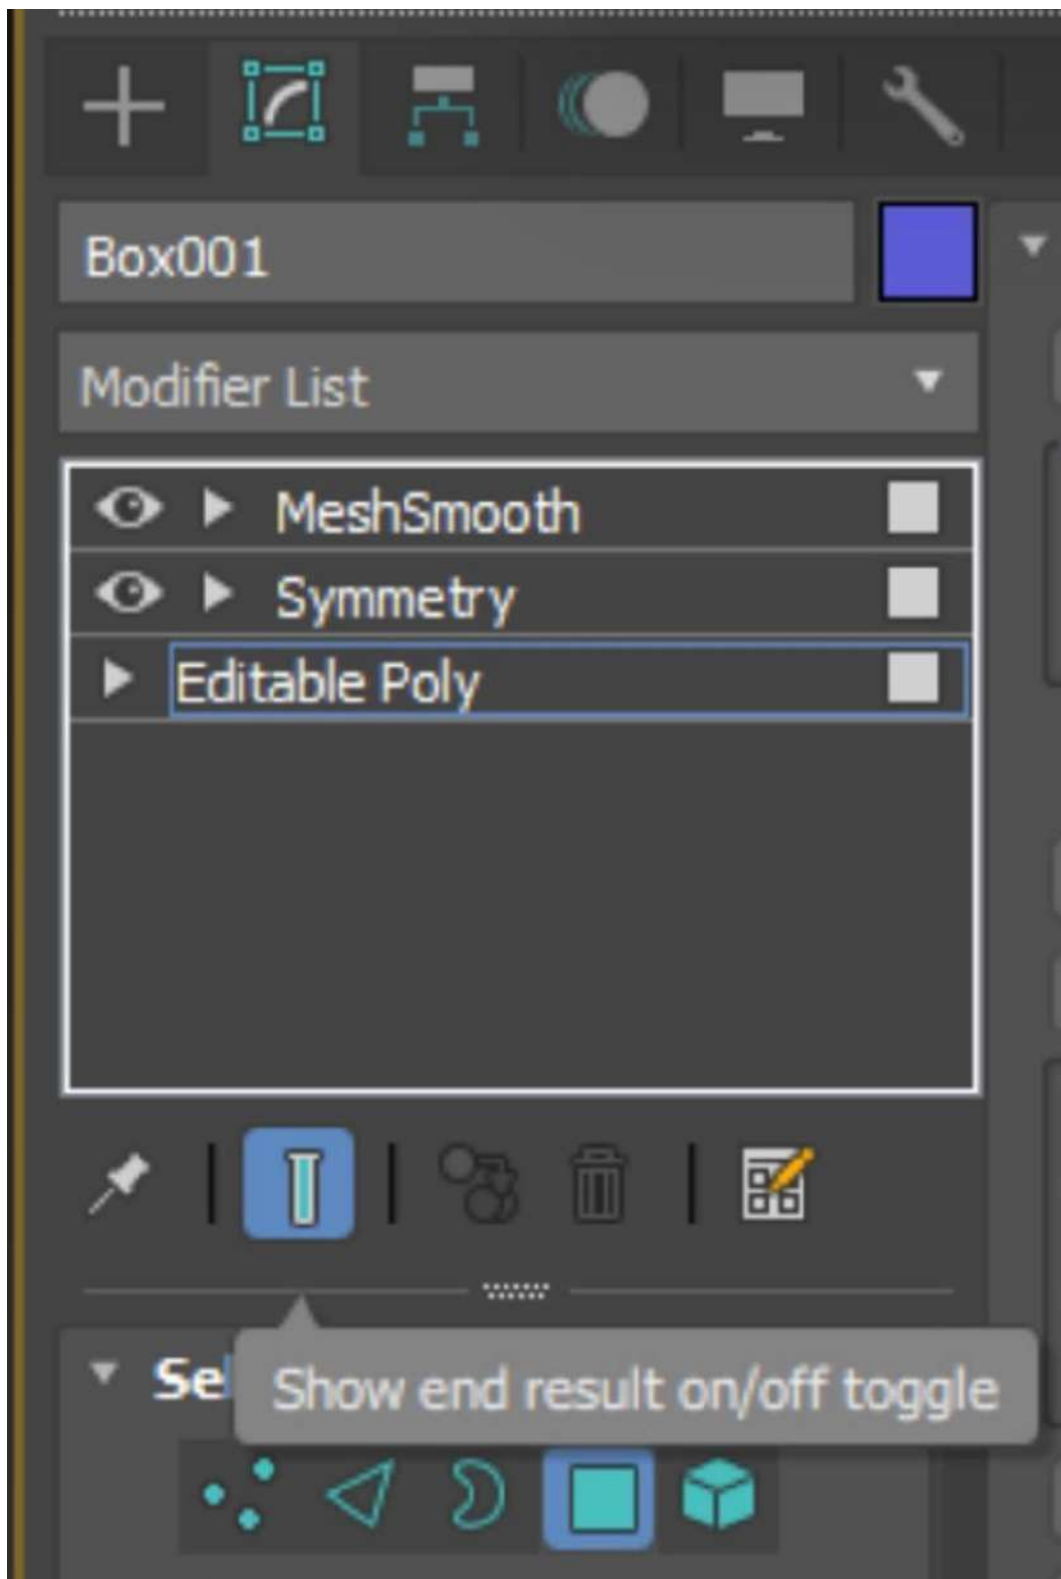 Box001
Modifier List
MeshSmooth
Symmetry
Editable Poly
Se
Show end result on/off toggle